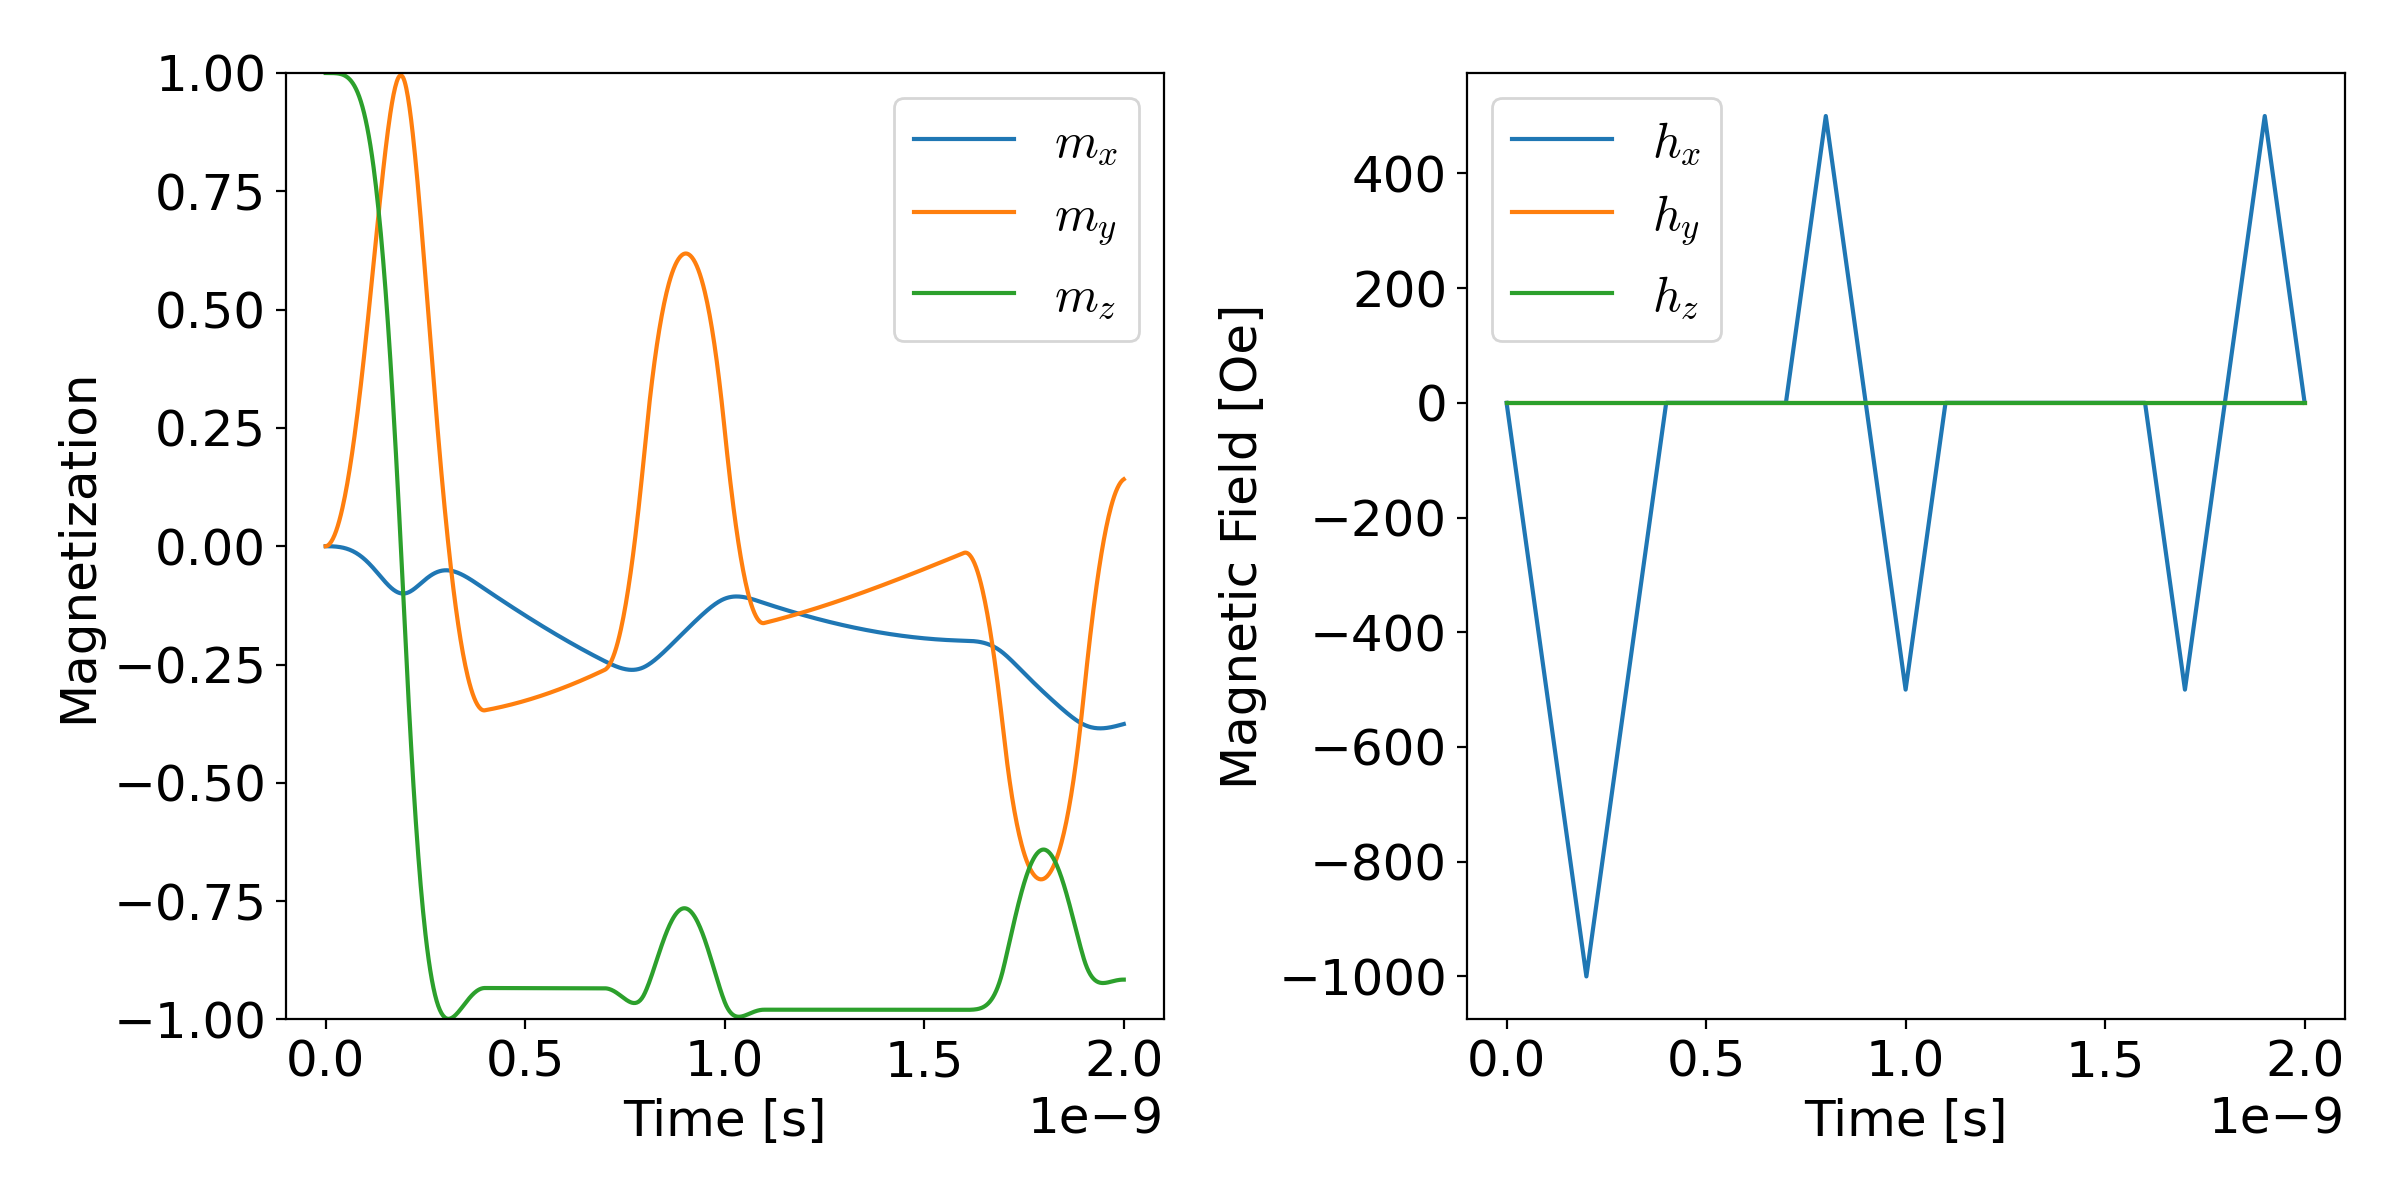 Magnetization
1.00
0.75
0.50
0.25
0.00
−0.25
−0.50
−0.75
−1.00
0.0 0.5 1.0 1.5 2.0
Time [s]
1e−9
m_x
m_y
m_z
Magnetic Field [Oe]
400
200
0
−200
−400
−600
−800
−1000
0.0 0.5 1.0 1.5 2.0
Time [s]
1e−9
h_x
h_y
h_z